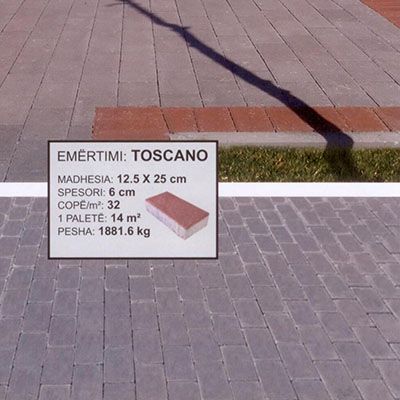 EMËRTIMI: TOSCANO
MADHESIA: 12.5 X 25 cm
SPESORI: 6 cm
COPË/m²: 32
1 PALETË: 14 m²
PESHA: 1881.6 kg